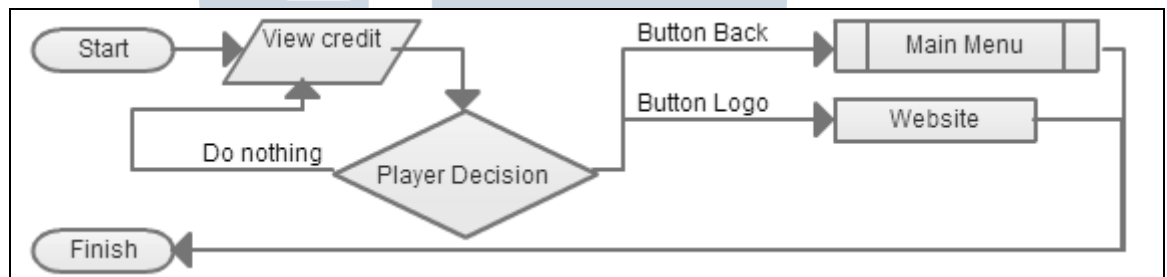 Start
View credit
Button Back
Main Menu
Button Logo
Website
Do nothing
Player Decision
Finish